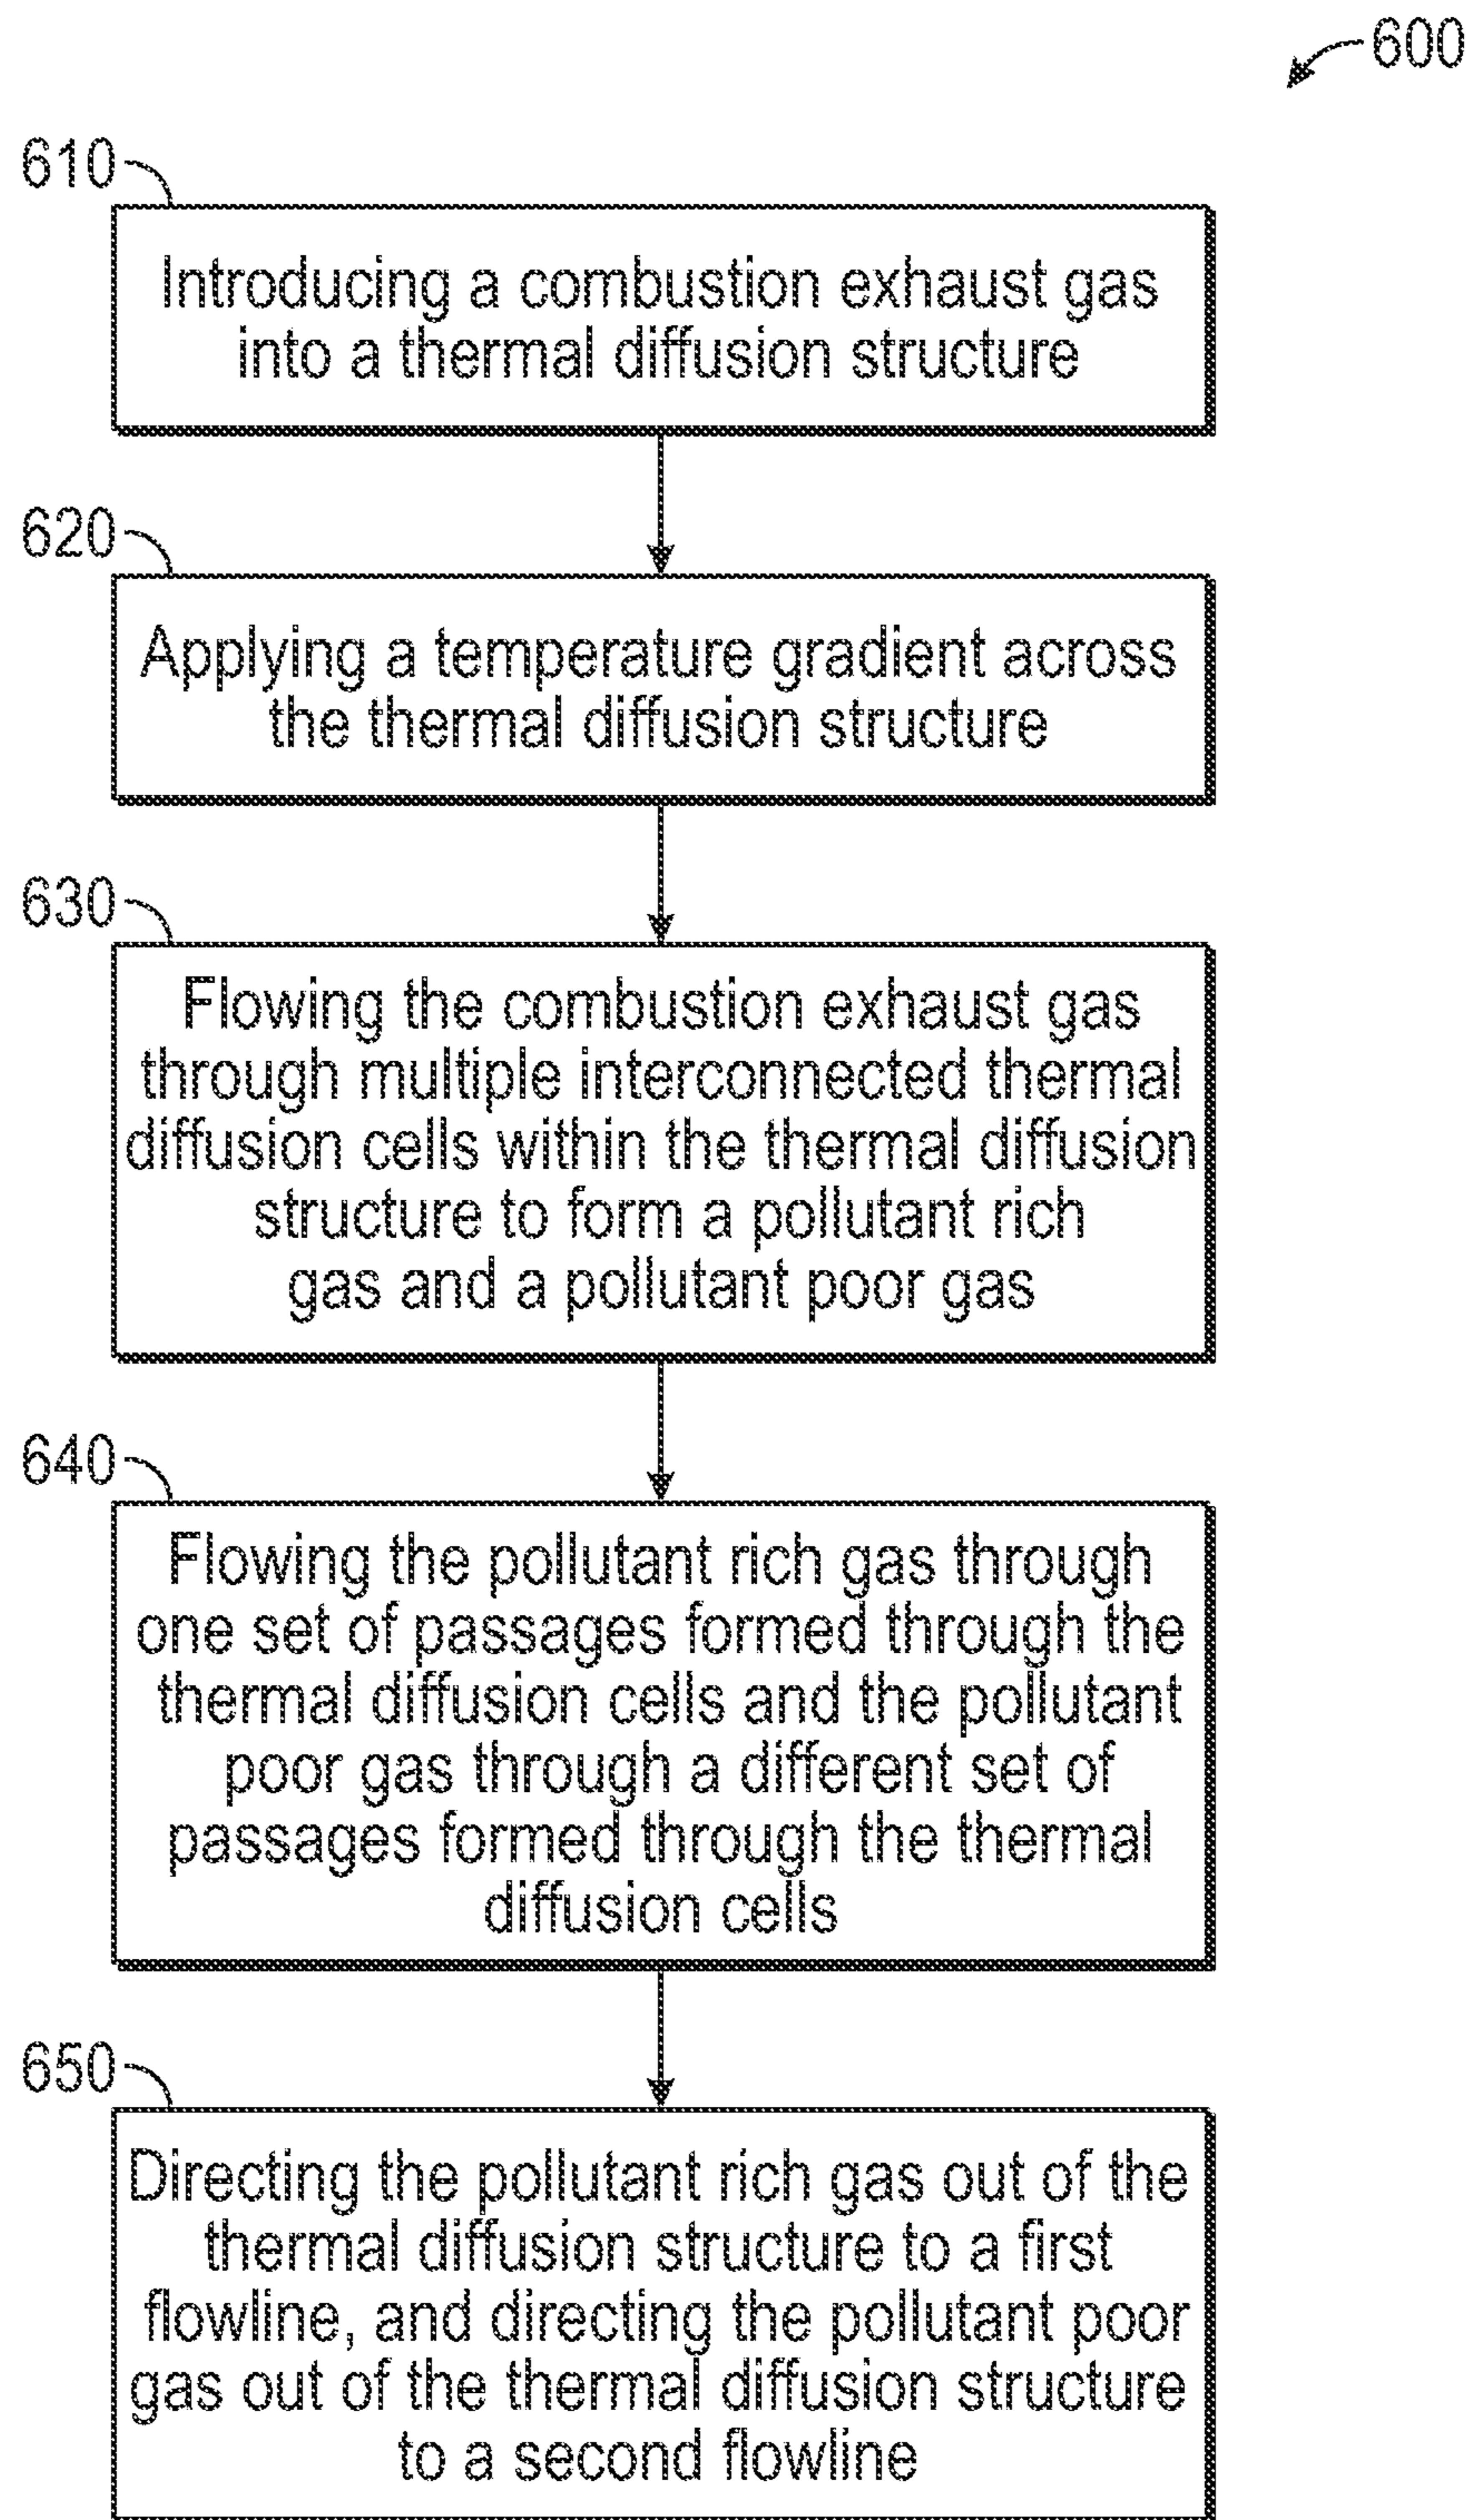 600
610
Introducing a combustion exhaust gas
into a thermal diffusion structure
620
Applying a temperature gradient across
the thermal diffusion structure
630
Flowing the combustion exhaust gas
through multiple interconnected thermal
diffusion cells within the thermal diffusion
structure to form a pollutant rich
gas and a pollutant poor gas
640
Flowing the pollutant rich gas through
one set of passages formed through the
thermal diffusion cells and the pollutant
poor gas through a different set of
passages formed through the thermal
diffusion cells
650
Directing the pollutant rich gas out of the
thermal diffusion structure to a first
flowline, and directing the pollutant poor
gas out of the thermal diffusion structure
to a second flowline